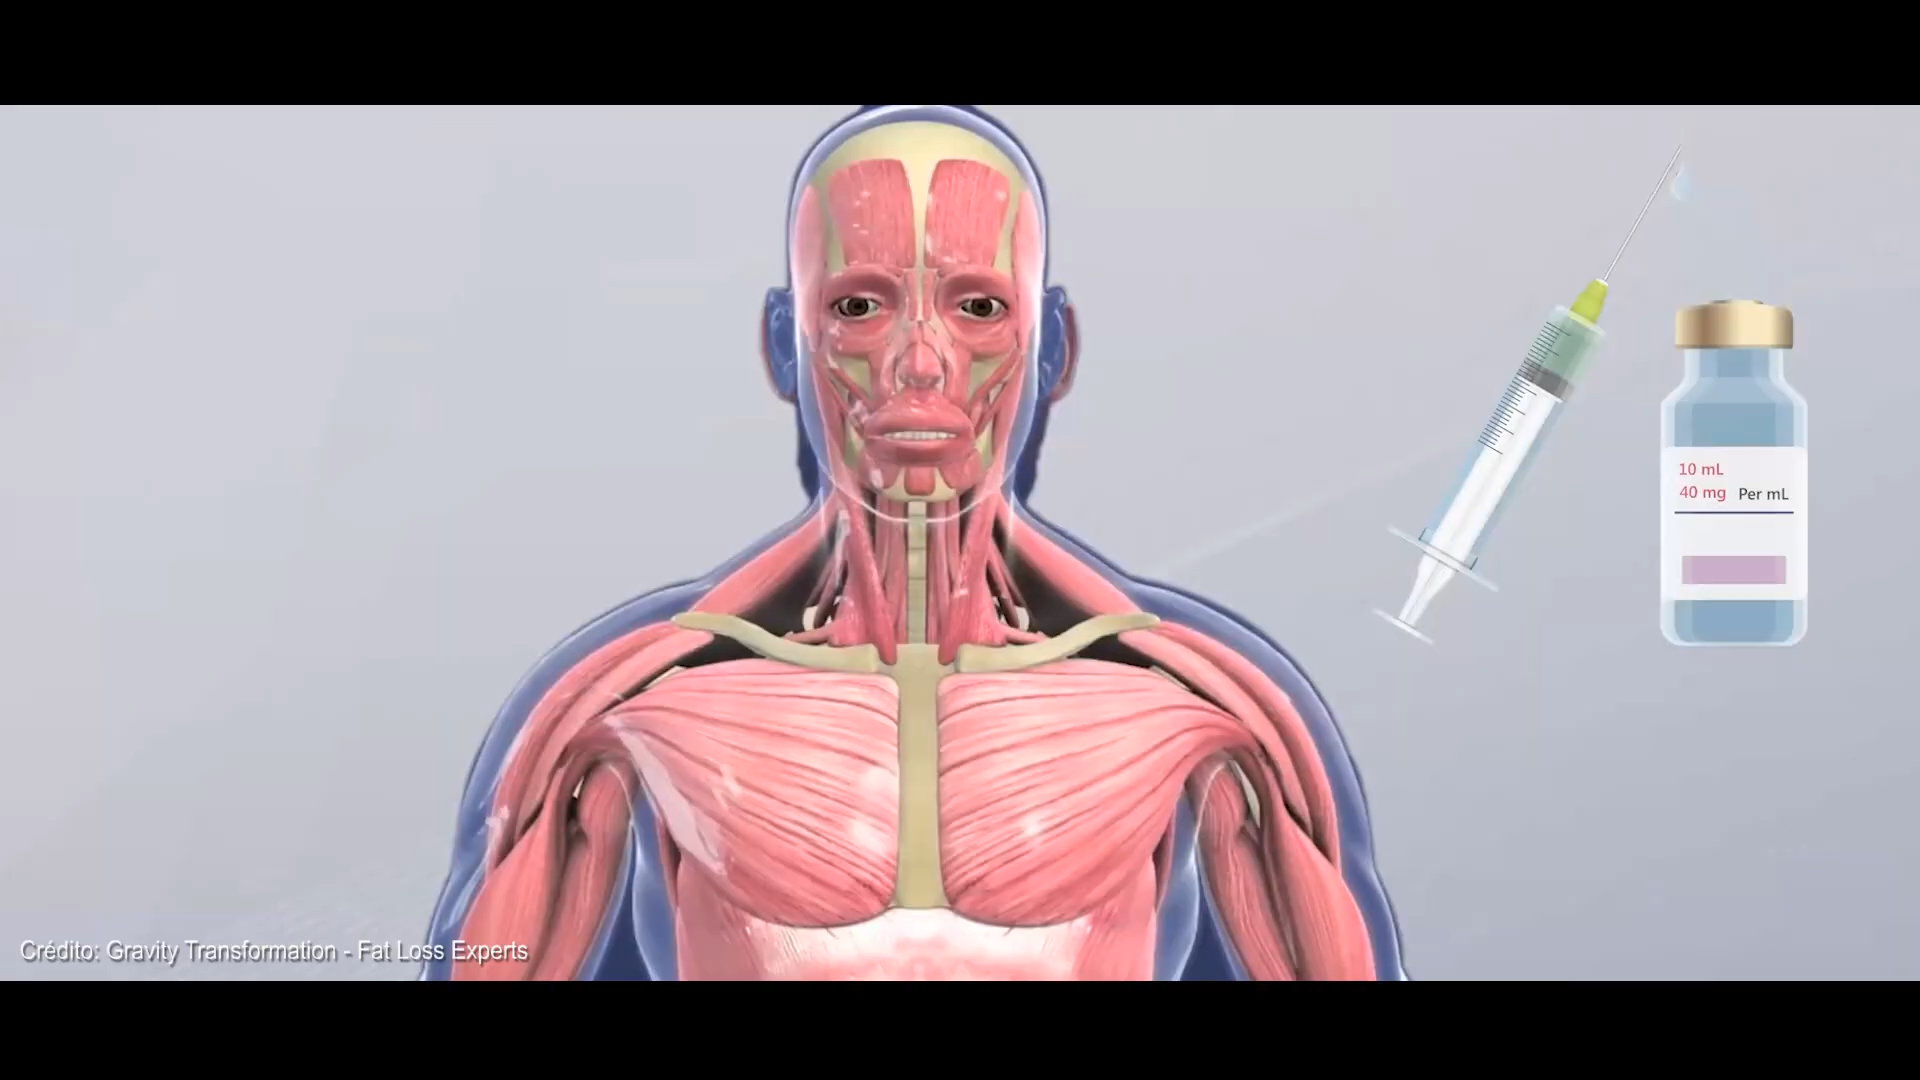 10 mL
40 mg Per mL
Crédito: Gravity Transformation - Fat Loss Experts